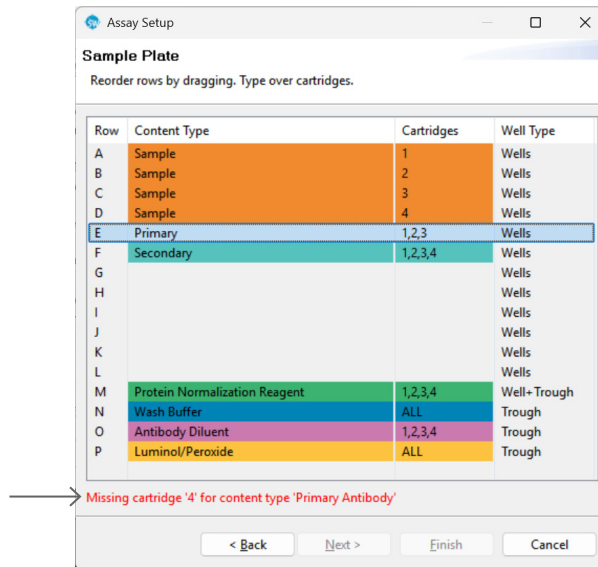 Assay Setup
Sample Plate
Reorder rows by dragging. Type over cartridges.
Row Content Type Cartridges Well Type
A Sample 1 Wells
B Sample 2 Wells
C Sample 3 Wells
D Sample 4 Wells
E Primary 1,2,3 Wells
F Secondary 1,2,3,4 Wells
G Wells
H Wells
I Wells
J Wells
K Wells
L Wells
M Protein Normalization Reagent 1,2,3,4 Well+Trough
N Wash Buffer ALL Trough
O Antibody Diluent 1,2,3,4 Trough
P Luminol/Peroxide ALL Trough
Missing cartridge '4' for content type 'Primary Antibody'
< Back Next > Finish Cancel